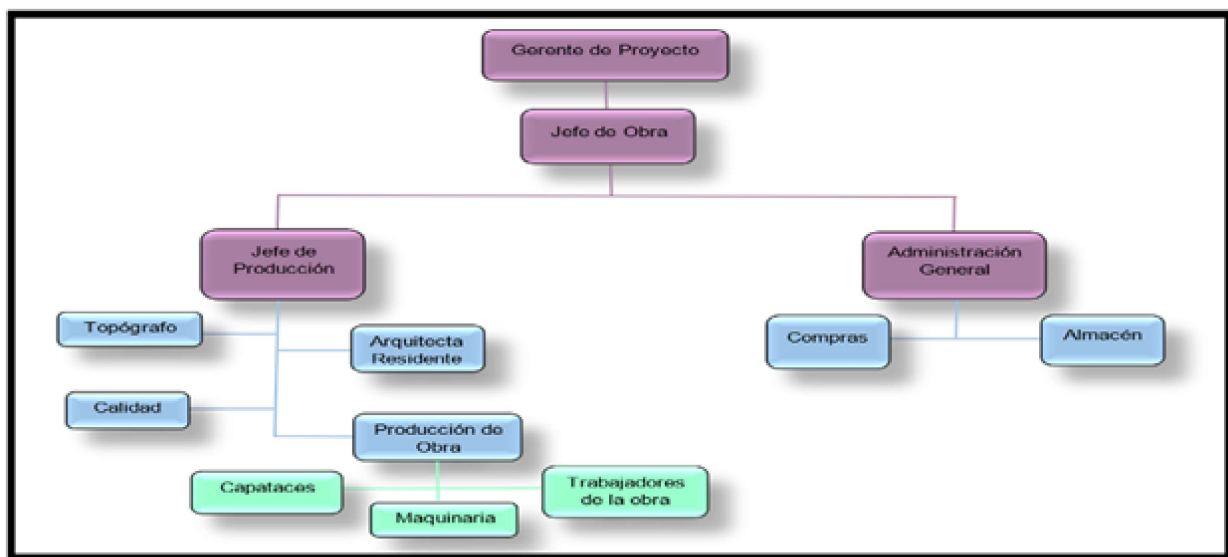 Gerente de Proyecto
Jefe de Obra
Jefe de
Producción
Administración
General
Topógrafo
Arquitecta
Residente
Compras
Almacén
Calidad
Producción de
Obra
Capataces
Maquinaria
Trabajadores
de la obra